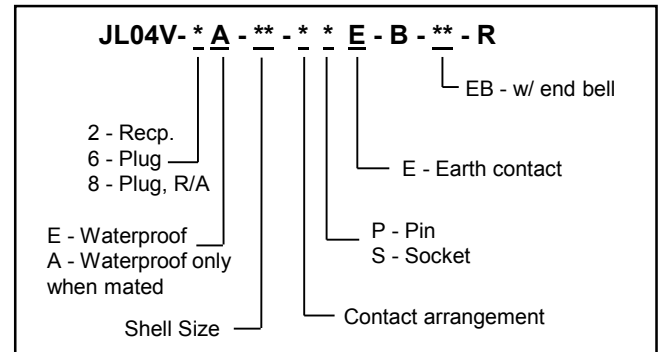 JL04V- * A - ** - * * E - B - ** - R
EB - w/ end bell
2 - Recp.
6 - Plug
8 - Plug, R/A
E - Earth contact
E - Waterproof
A - Waterproof only
when mated
P - Pin
S - Socket
Shell Size
Contact arrangement